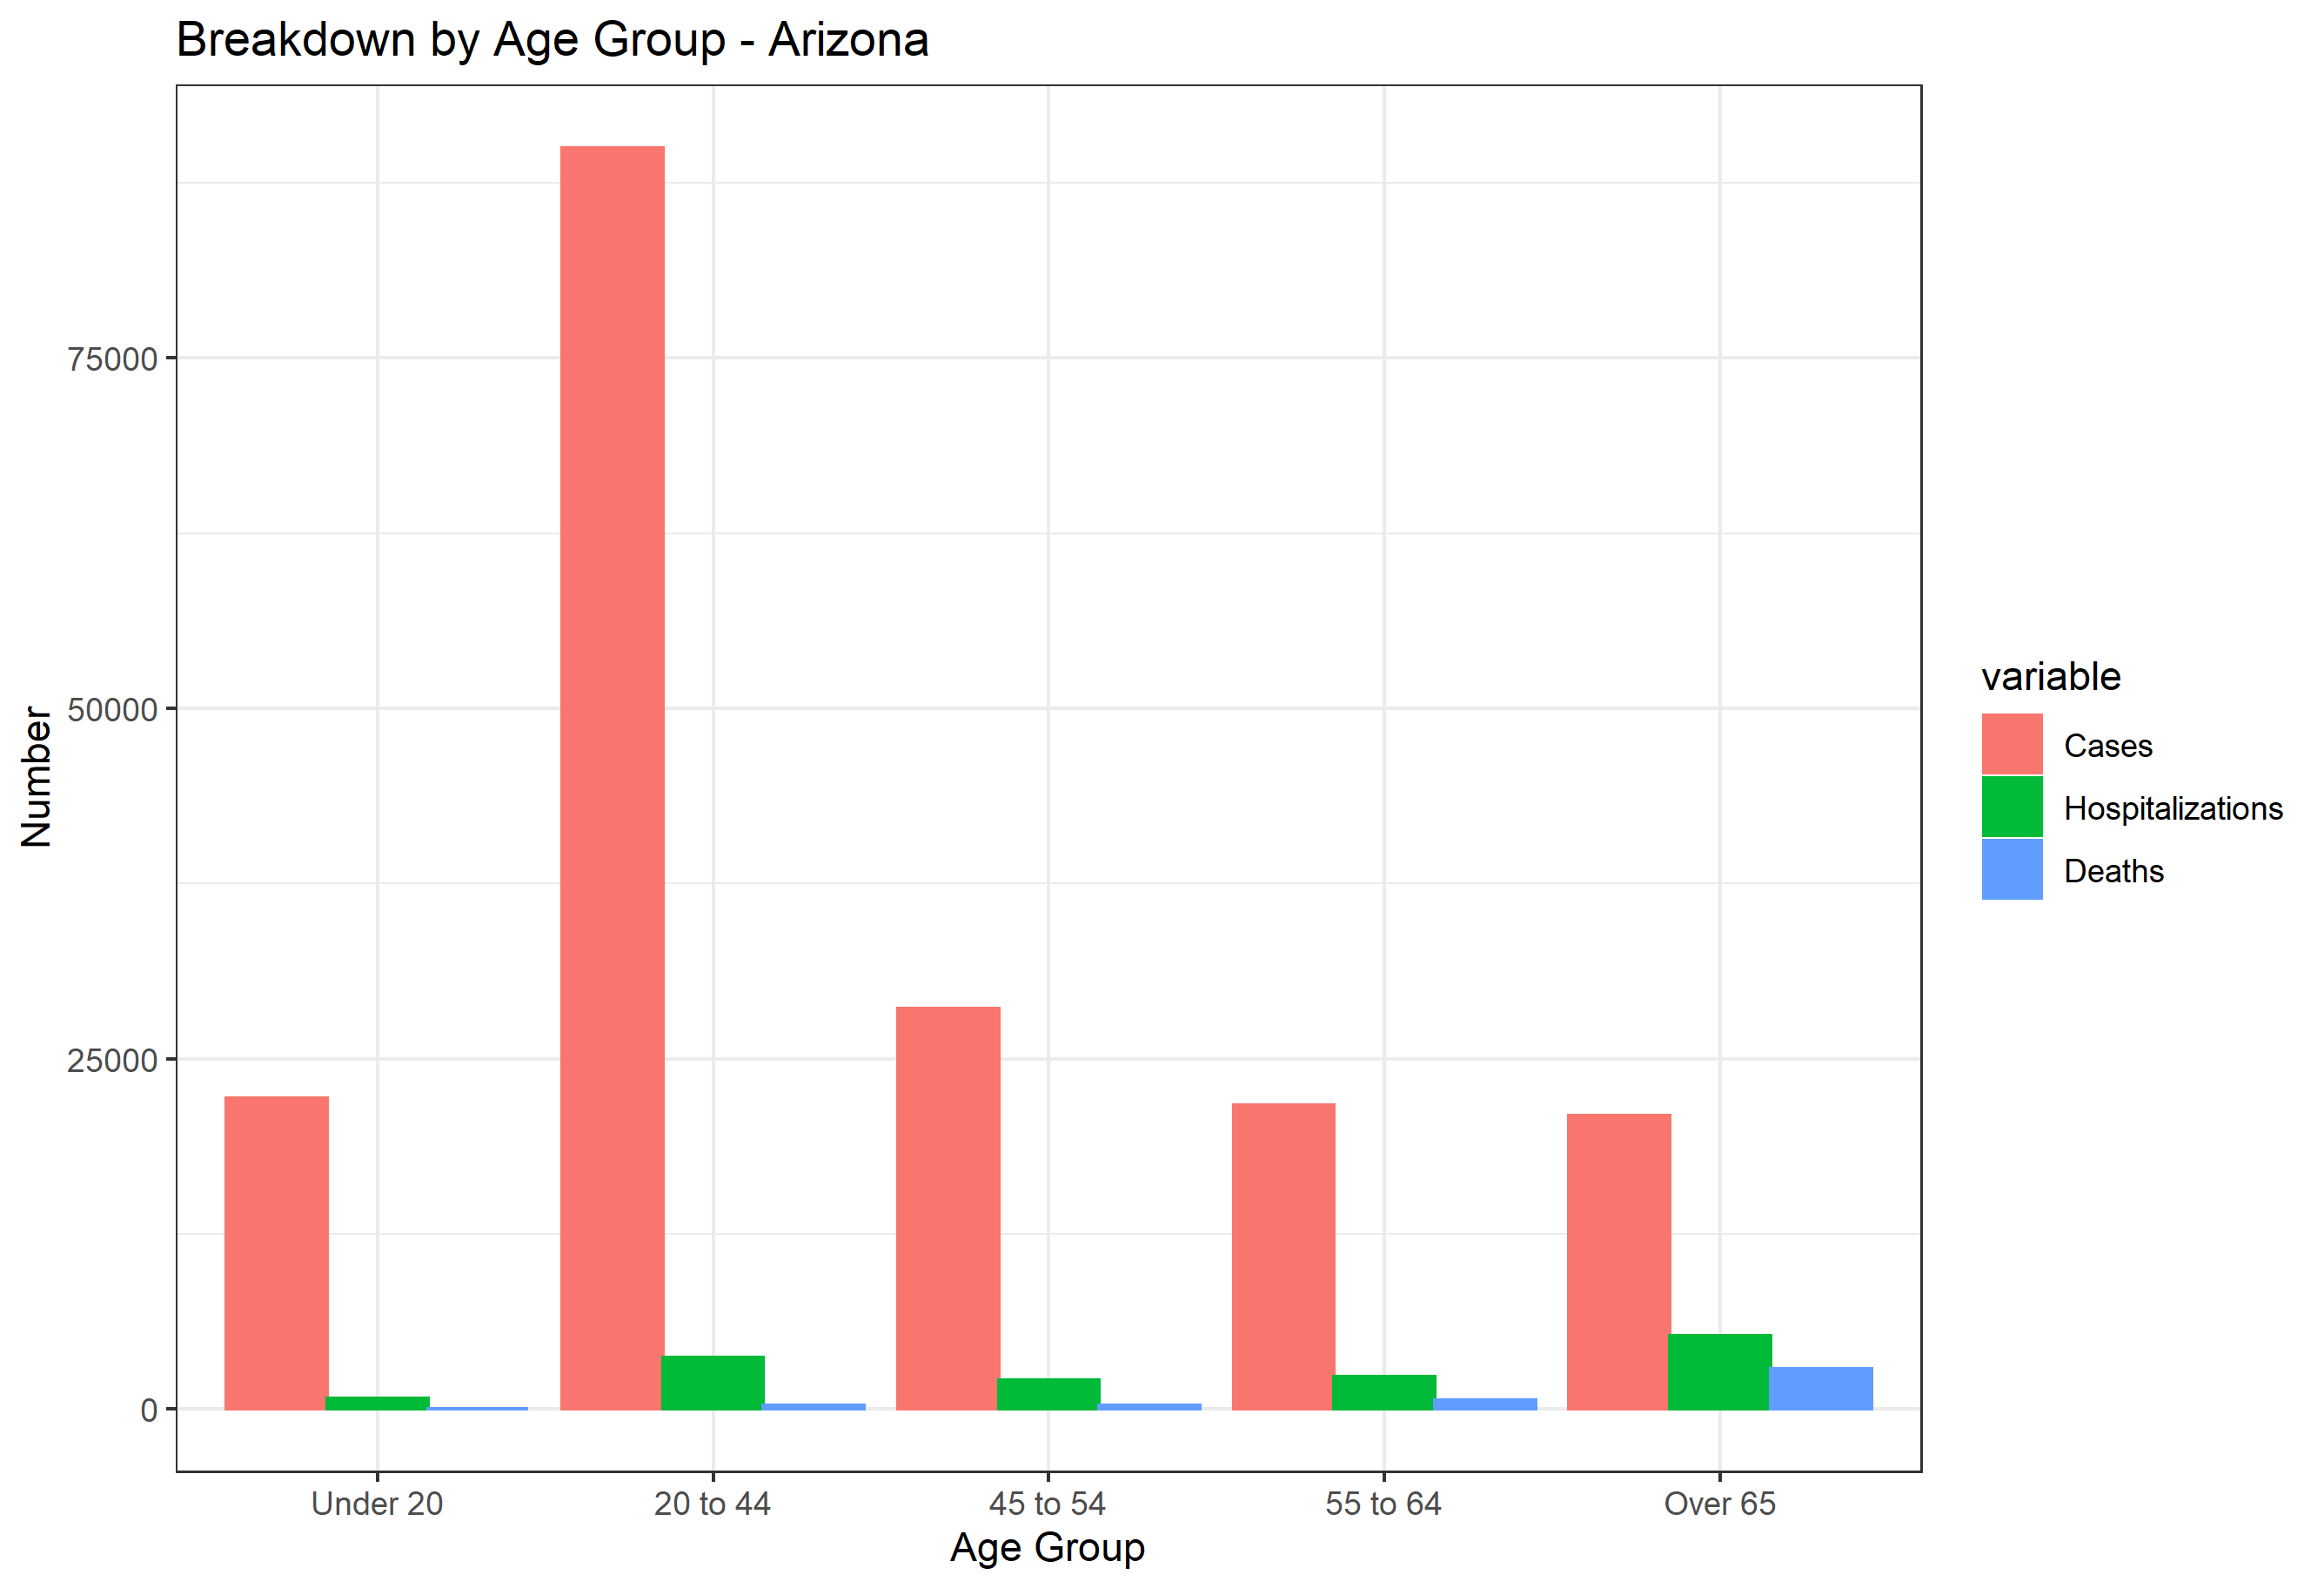 Breakdown by Age Group - Arizona
Number
75000
50000
25000
0
Under 20
20 to 44
45 to 54
55 to 64
Over 65
Age Group
variable
Cases
Hospitalizations
Deaths